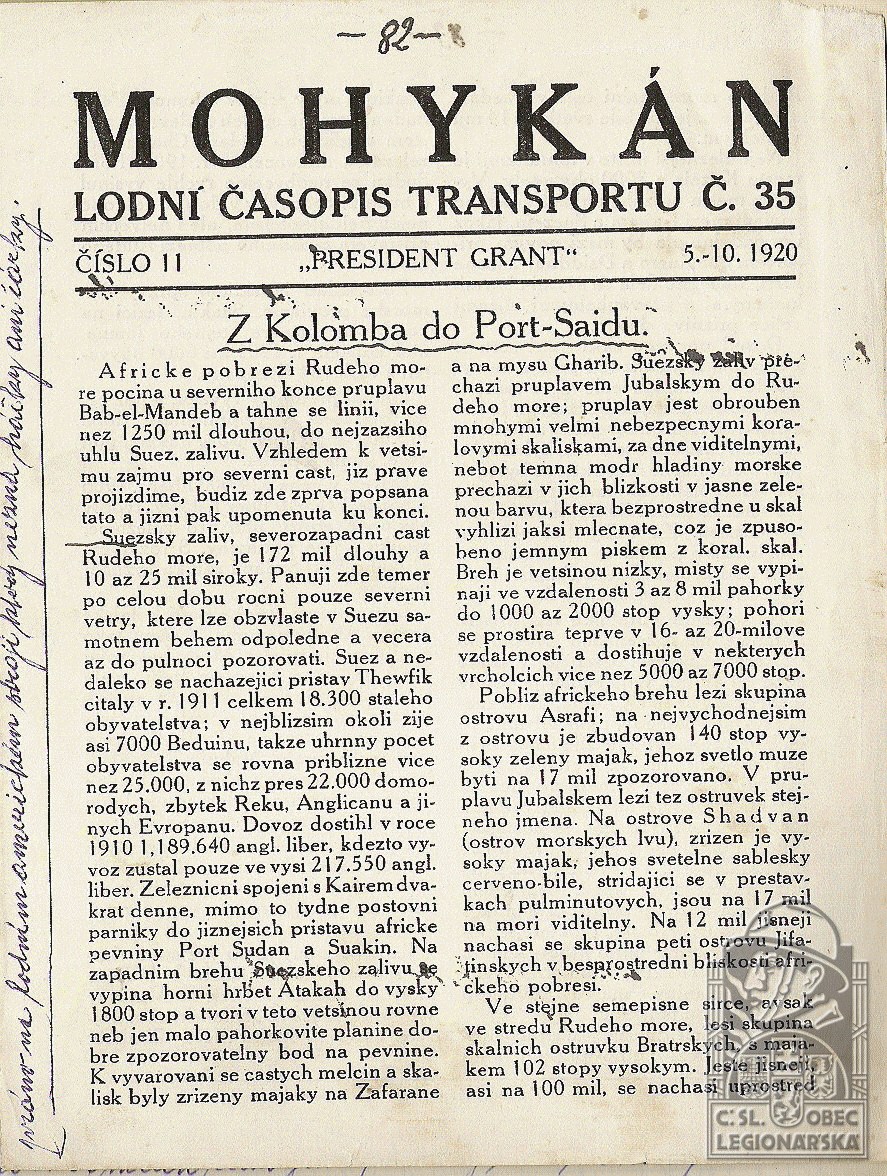 — 82 —
MOHYKÁN
LODNÍ ČASOPIS TRANSPORTU Č. 35
ČÍSLO 11 „PRESIDENT GRANT“ 5.-10. 1920
Z Kolomba do Port-Saidu.
Africke pobrezi Rudeho mo-
re pocina u severniho konce pruplavu
Bab-el-Mandeb a tahne se linii, vice
nez 1250 mil dlouhou, do nejzazsiho
uhlu Suez. zalivu. Vzhledem k vetsi-
mu zajmu pro severni cast, jiz prave
projizdime, budiz zde zprva popsana
tato a jizni pak upomenuta ku konci.
Suezsky zaliv, severozapadni cast
Rudeho more, je 172 mil dlouhy a
10 az 25 mil siroky. Panuji zde temer
po celou dobu rocni pouze severni
vetry, ktere lze obzvlaste v Suezu sa-
motnem behem odpoledne a vecera
az do pulnoci pozorovati. Suez a ne-
daleko se nachazejici pristav Thewfik
citaly v r. 1911 celkem 18.300 staleho
obyvatelstva; v nejblizsim okoli zije
asi 7000 Beduinu, takze uhrnny pocet
obyvatelstva se rovna priblizne vice
nez 25.000, z nichz pres 22.000 domo-
rodych, zbytek Reku, Anglicanu a ji-
nych Evropanu. Dovoz dostihl v roce
1910 1,189.640 angl. liber, kdezto vy-
voz zustal pouze ve vysi 217.550 angl.
liber. Zeleznicni spojeni s Kairem dva-
krat denne, mimo to tydne postovni
parniky do jiznejsich pristavu africke
pevniny Port Sudan a Suakin. Na
zapadnim brehu Suezskeho zalivu se
vypina horni hrbet Atakah do vysky
1800 stop a tvori v teto vetsinou rovne
neb jen malo pahorkovite planine do-
bre zpozorovatelny bod na pevnine.
K vyvarovani se castych melcin a ska-
lisk byly zrizeny majaky na Zafarane
a na mysu Gharib. Suezsky zaliv pre-
chazi pruplavem Jubalskym do Ru-
deho more; pruplav jest obrouben
mnohymi velmi nebezpecnymi kora-
lovymi skaliskami, za dne viditelnymi,
nebot temna modr hladiny morske
prechazi v jich blizkosti v jasne zele-
nou barvu, ktera bezprostredne u skal
vyhlizi jaksi mlecnate, coz je zpuso-
beno jemnym piskem z koral. skal.
Breh je vetsinou nizky, misty se vypi-
naji ve vzdalenosti 3 az 8 mil pahorky
do 1000 az 2000 stop vysky; pohori
se prostira teprve v 16- az 20-milove
vzdalenosti a dostihuje v nekterych
vrcholcich vice nez 5000 az 7000 stop.
Pobliz africkeho brehu lezi skupina
ostrovu Asrafi; na nejvychodnejsim
z ostrovu je zbudovan 140 stop vy-
soky zeleny majak, jehoz svetlo muze
byti na 17 mil zpozorovano. V pru-
plavu Jubalskem lezi tez ostruvek stej-
neho jmena. Na ostrove Shadvan
(ostrov morskych lvu), zrizen je vy-
soky majak, jehos svetelne sablesky
cerveno-bile, stridajici se v prestav-
kach pulminutovych, jsou na 17 mil
na mori viditelny. Na 12 mil jisneji
nachasi se skupina peti ostrovu Jifa-
tinskych v besprostredni bliskosti afri-
ckeho pobresi.
Ve stejne semepisne sirce, avsak
ve stredu Rudeho more, lesi skupina
skalnich ostruvku Bratrskych, s maja-
kem 102 stopy vysokym. Jeste jisneji,
asi na 100 mil, se nachasi uprostred
psáno na lodním americkém stroji který nezná háčky ani čárky.
Č.SL. OBEC
LEGIONÁŘSKÁ